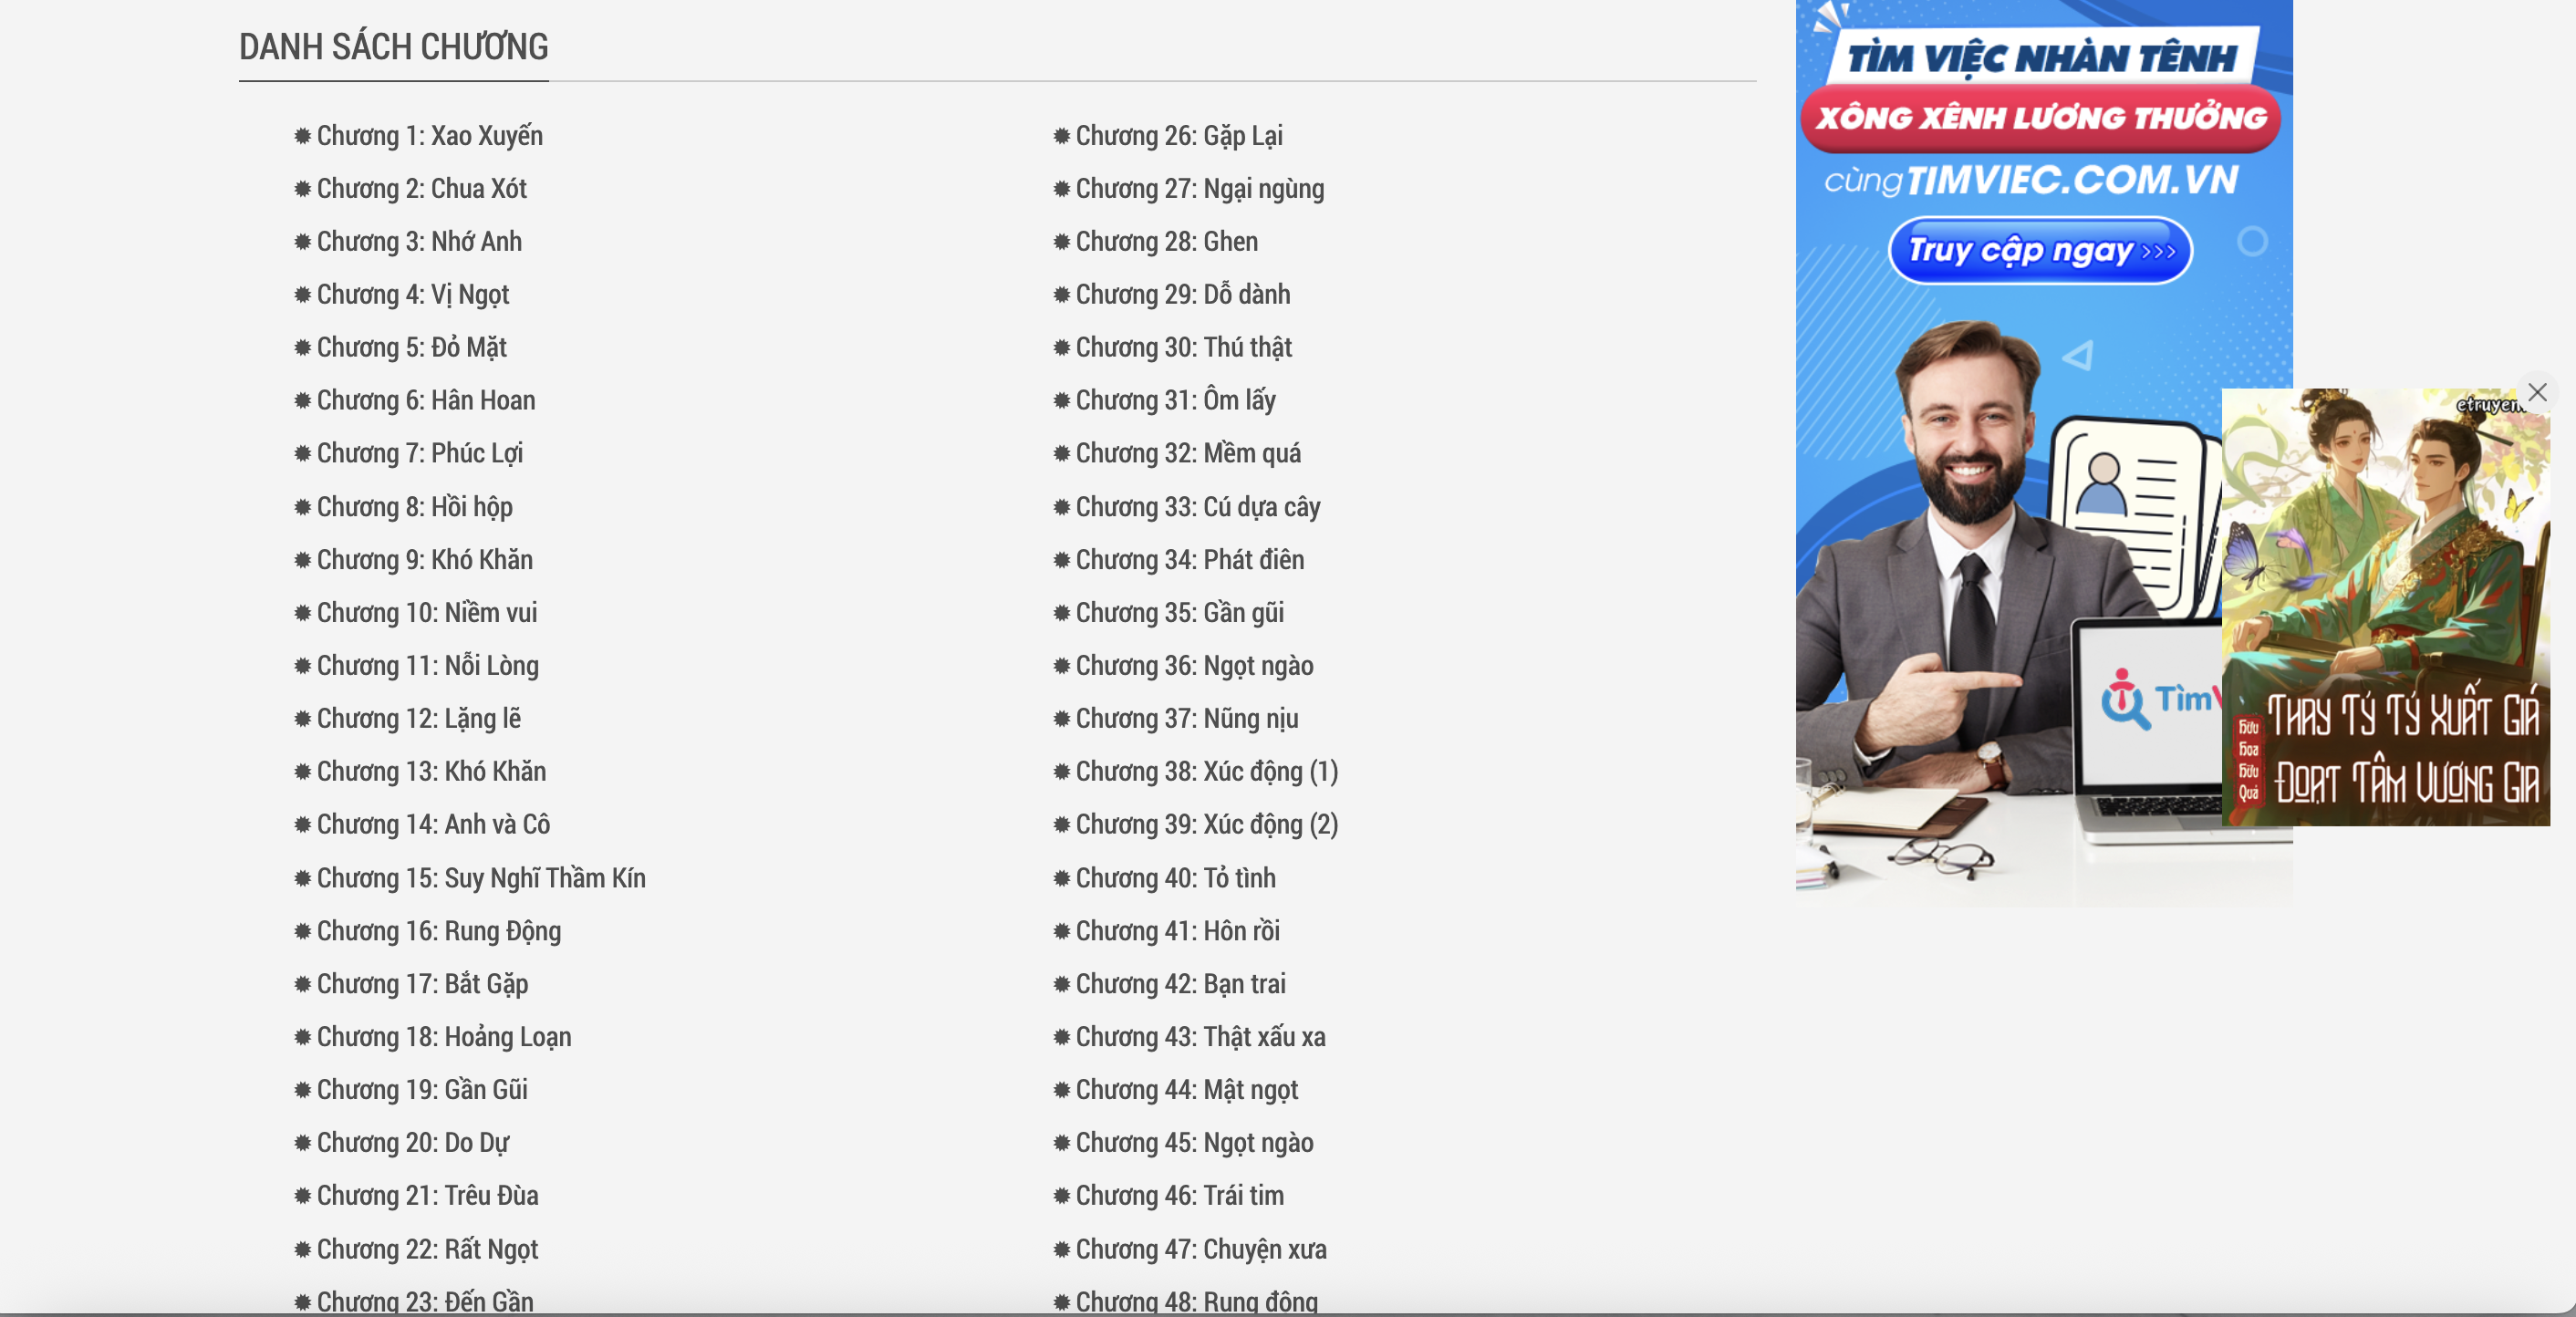 DANH SÁCH CHƯƠNG
Chương 1: Xao Xuyến
Chương 2: Chua Xót
Chương 3: Nhớ Anh
Chương 4: Vị Ngọt
Chương 5: Đỏ Mặt
Chương 6: Hân Hoan
Chương 7: Phúc Lợi
Chương 8: Hồi hộp
Chương 9: Khó Khăn
Chương 10: Niềm vui
Chương 11: Nỗi Lòng
Chương 12: Lặng lẽ
Chương 13: Khó Khăn
Chương 14: Anh và Cô
Chương 15: Suy Nghĩ Thầm Kín
Chương 16: Rung Động
Chương 17: Bắt Gặp
Chương 18: Hoảng Loạn
Chương 19: Gần Gũi
Chương 20: Do Dự
Chương 21: Trêu Đùa
Chương 22: Rất Ngọt
Chương 23: Đến Gần
Chương 26: Gặp Lại
Chương 27: Ngại ngùng
Chương 28: Ghen
Chương 29: Dỗ dành
Chương 30: Thú thật
Chương 31: Ôm lấy
Chương 32: Mềm quá
Chương 33: Cú dựa cây
Chương 34: Phát điên
Chương 35: Gần gũi
Chương 36: Ngọt ngào
Chương 37: Nũng nịu
Chương 38: Xúc động (1)
Chương 39: Xúc động (2)
Chương 40: Tỏ tình
Chương 41: Hôn rồi
Chương 42: Bạn trai
Chương 43: Thật xấu xa
Chương 44: Mật ngọt
Chương 45: Ngọt ngào
Chương 46: Trái tim
Chương 47: Chuyện xưa
Chương 48: Rung động
TÌM VIỆC NHÀN TÊNH
XÔNG XÊNH LƯƠNG THƯỞNG
cùng TIMVIEC.COM.VN
Truy cập ngay >>>
Tìm
etruyen
THAY TỶ TỶ XUẤT GIÁ
ĐOẠT TÂM VƯƠNG GIA
Hữu
Hoa
Hữu
Quả